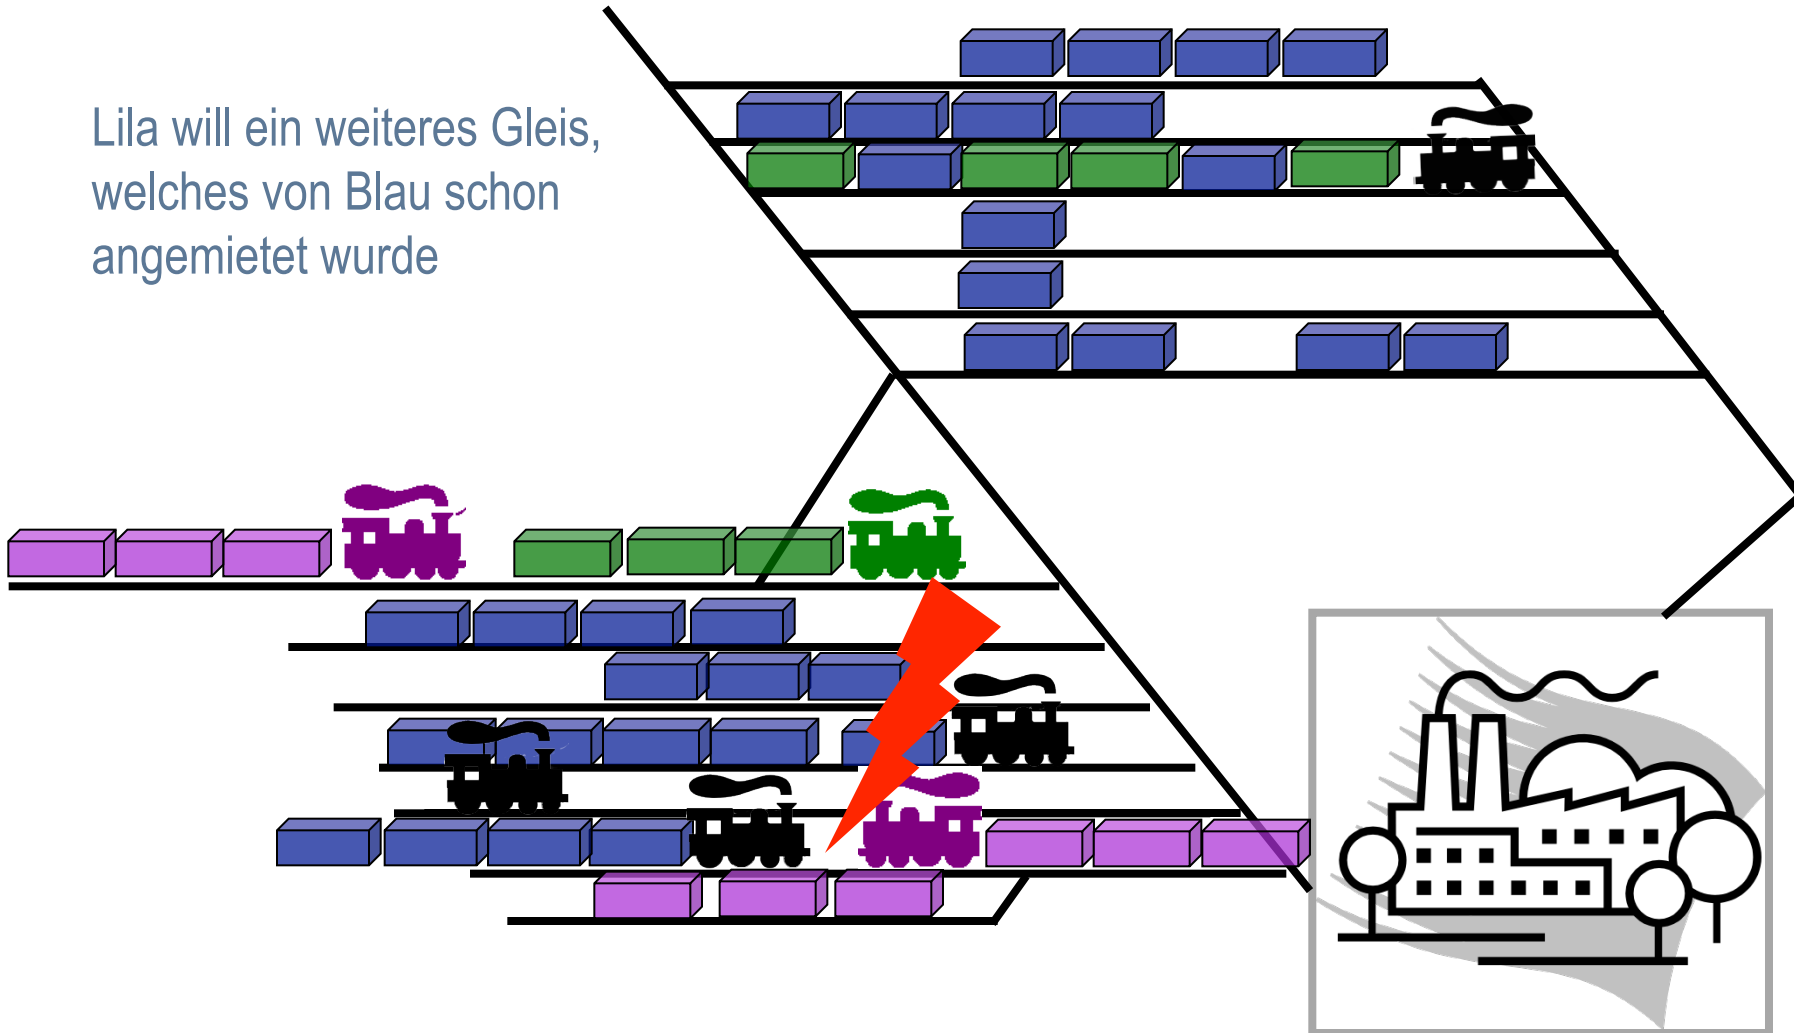 Lila will ein weiteres Gleis,
welches von Blau schon
angemietet wurde